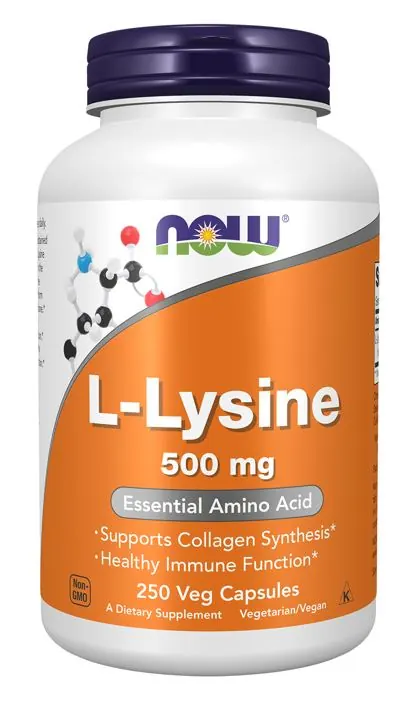 NOW®
L-Lysine
500 mg
Essential Amino Acid
•Supports Collagen Synthesis*
•Healthy Immune Function*
Non-
GMO
250 Veg Capsules
A Dietary Supplement Vegetarian/Vegan
K